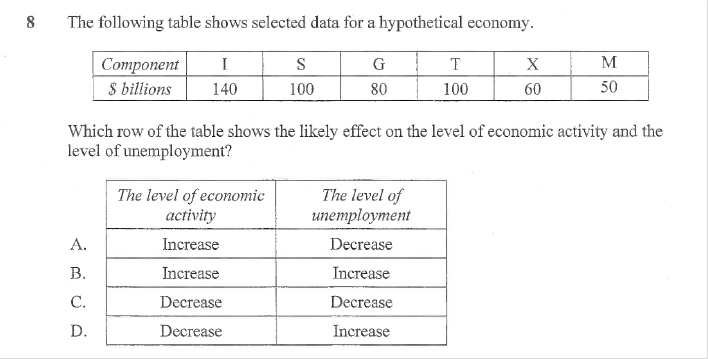 8 The following table shows selected data for a hypothetical economy.
Component I S G T X M
$ billions 140 100 80 100 60 50
Which row of the table shows the likely effect on the level of economic activity and the
level of unemployment?
The level of economic The level of
activity unemployment
A. Increase Decrease
B. Increase Increase
C. Decrease Decrease
D. Decrease Increase